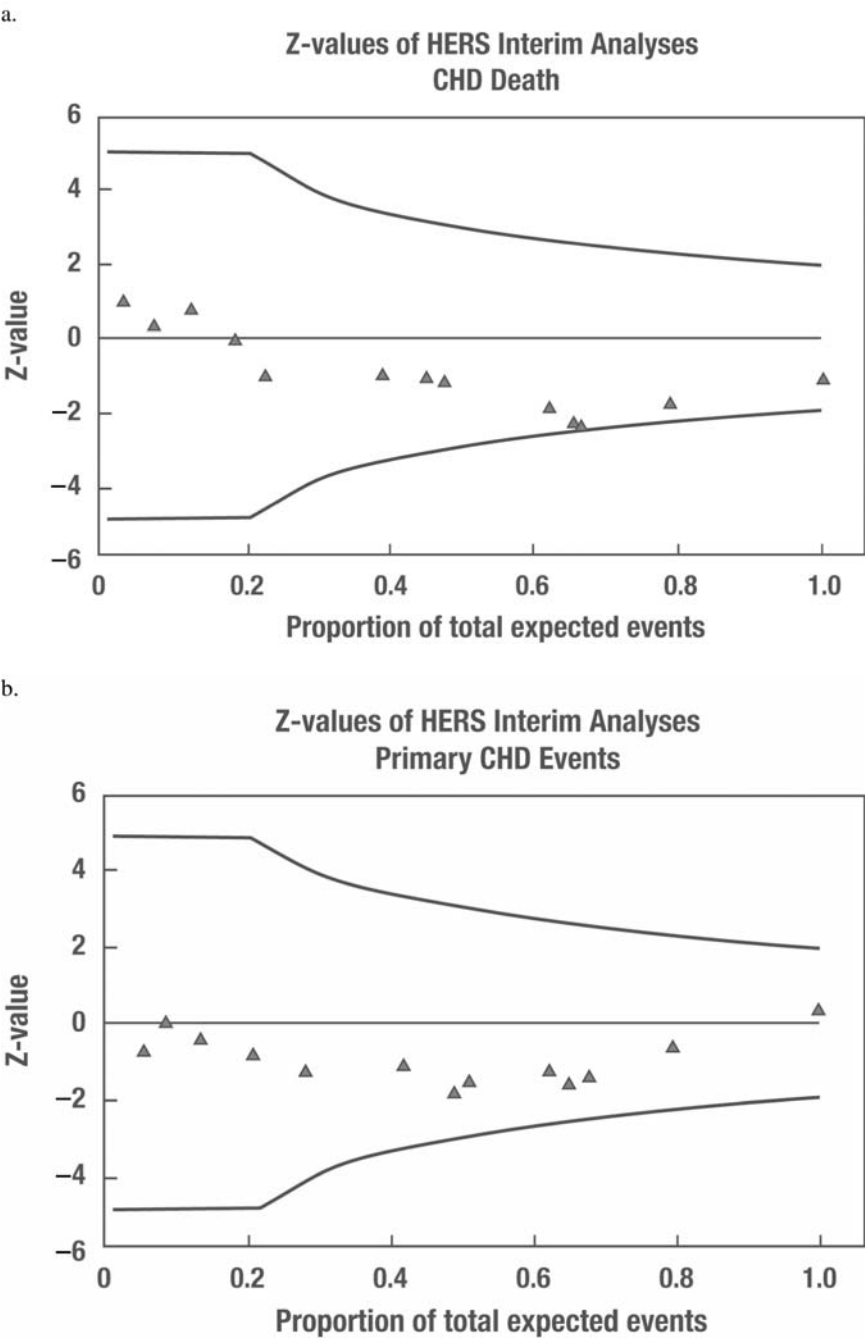 a.
Z-values of HERS Interim Analyses
CHD Death
6
4
2
0
−2
−4
−6
Z-value
0 0.2 0.4 0.6 0.8 1.0
Proportion of total expected events
b.
Z-values of HERS Interim Analyses
Primary CHD Events
6
4
2
0
−2
−4
−6
Z-value
0 0.2 0.4 0.6 0.8 1.0
Proportion of total expected events